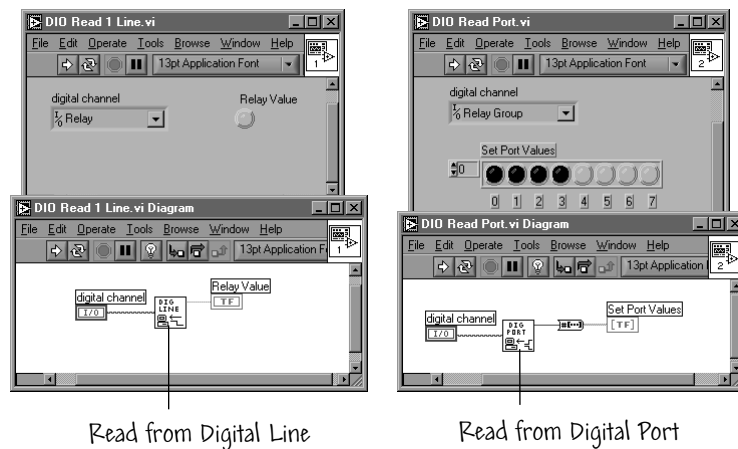 DIO Read 1 Line.vi
File Edit Operate Tools Browse Window Help
13pt Application Font
1
digital channel
Relay Value
I/O Relay
DIO Read 1 Line.vi Diagram
File Edit Operate Tools Browse Window Help
13pt Application F
1
digital channel
I/O
DIG
LINE
Relay Value
TF
Read from Digital Line
DIO Read Port.vi
File Edit Operate Tools Browse Window Help
13pt Application Font
2
digital channel
I/O Relay Group
Set Port Values
0
0 1 2 3 4 5 6 7
DIO Read Port.vi Diagram
File Edit Operate Tools Browse Window Help
13pt Application
2
digital channel
I/O
DIG
PORT
Set Port Values
[TF]
Read from Digital Port